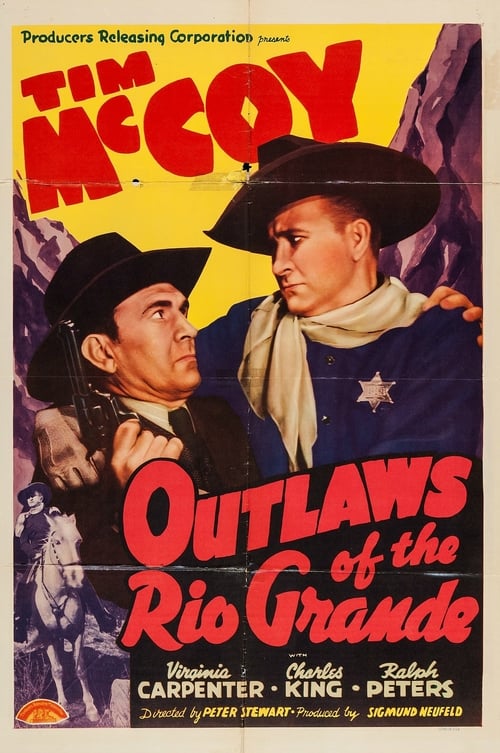 Producers Releasing Corporation presents
TIM
McCOY
OUTLAWS
of the
Rio Grande
WITH
Virginia Charles Ralph
CARPENTER · KING · PETERS
Directed by PETER STEWART · Produced by SIGMUND NEUFELD